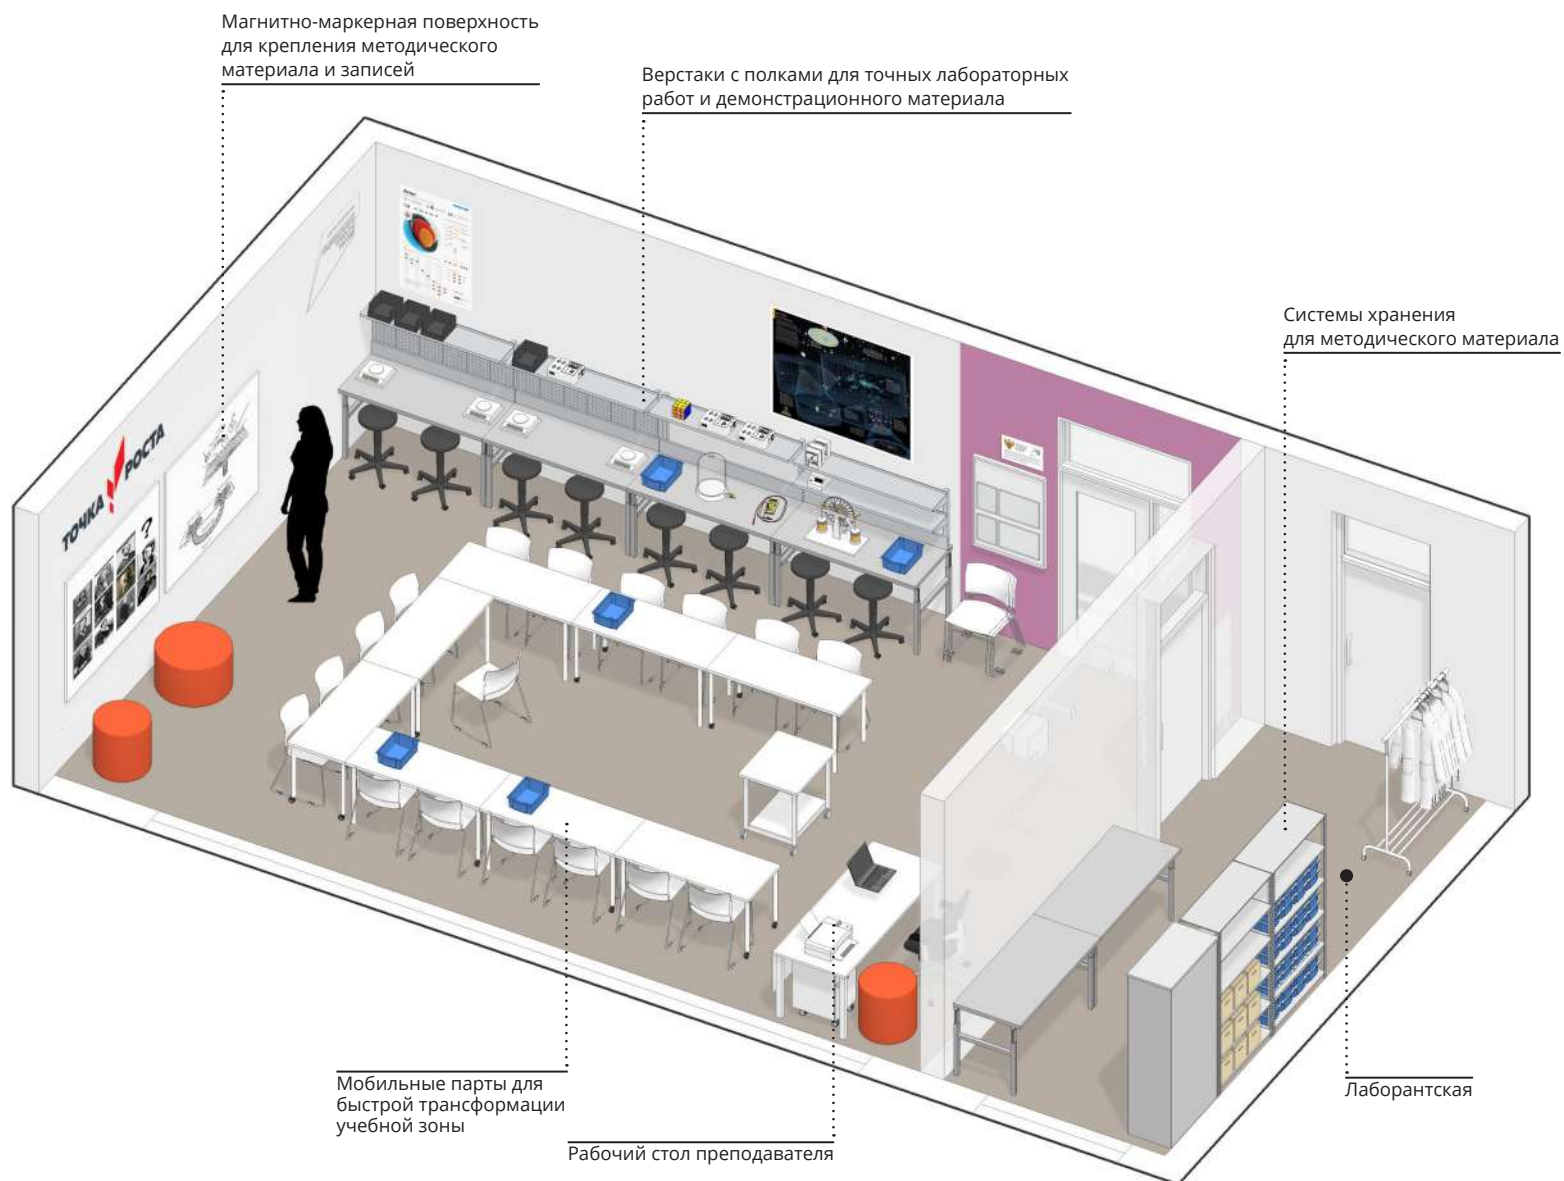 Магнитно-маркерная поверхность
для крепления методического
материала и записей
Верстаки с полками для точных лабораторных
работ и демонстрационного материала
Системы хранения
для методического материала
ТОЧКА РОСТА
?
Мобильные парты для
быстрой трансформации
учебной зоны
Рабочий стол преподавателя
Лаборантская